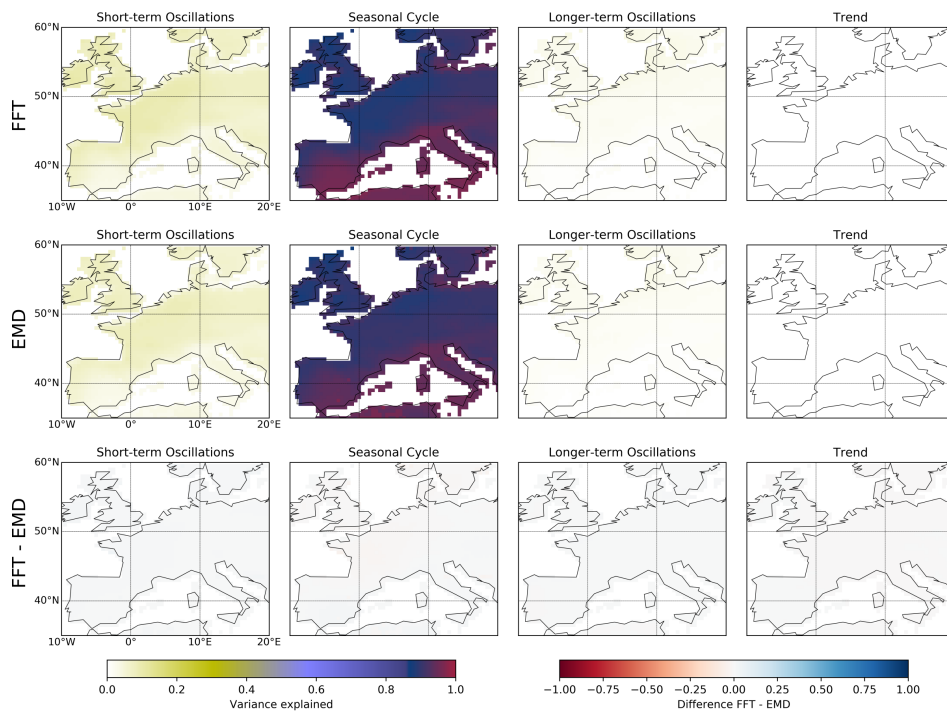 Short-term Oscillations Seasonal Cycle Longer-term Oscillations Trend
60°N
50°N
40°N
FFT
10°W 0° 10°E 20°E
Short-term Oscillations Seasonal Cycle Longer-term Oscillations Trend
60°N
50°N
40°N
EMD
10°W 0° 10°E 20°E
Short-term Oscillations Seasonal Cycle Longer-term Oscillations Trend
60°N
50°N
40°N
FFT - EMD
10°W 0° 10°E 20°E
0.0 0.2 0.4 0.6 0.8 1.0
Variance explained
−1.00 −0.75 −0.50 −0.25 0.00 0.25 0.50 0.75 1.00
Difference FFT - EMD